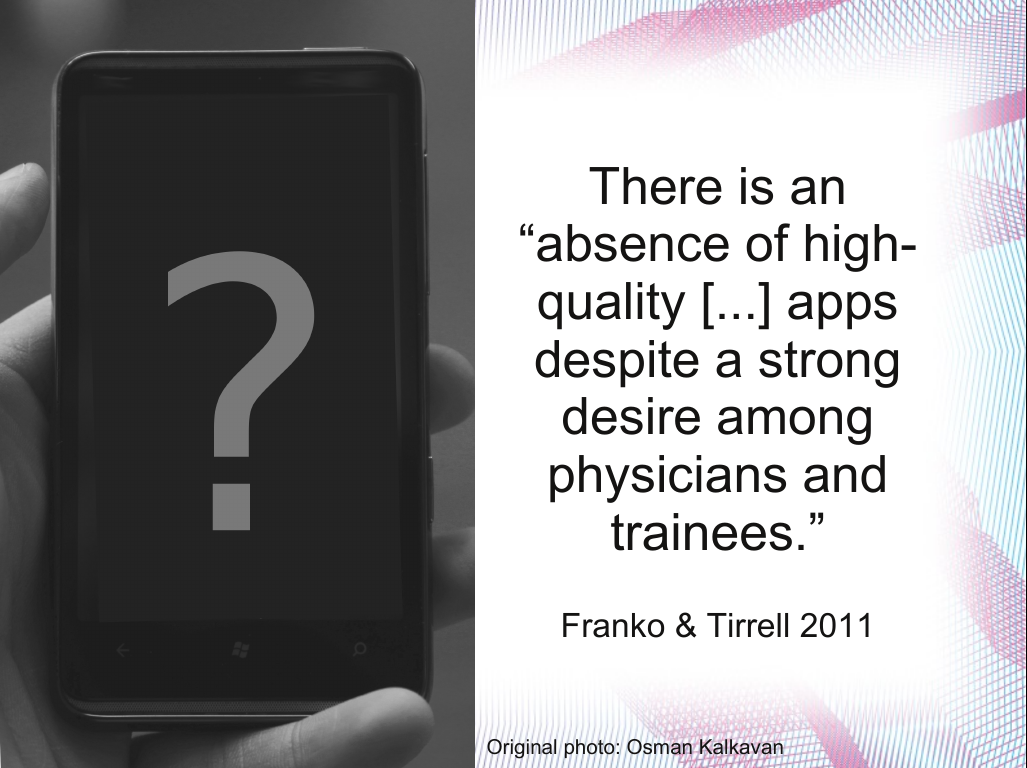 ?
There is an
“absence of high-
quality [...] apps
despite a strong
desire among
physicians and
trainees.”
Franko & Tirrell 2011
Original photo: Osman Kalkavan